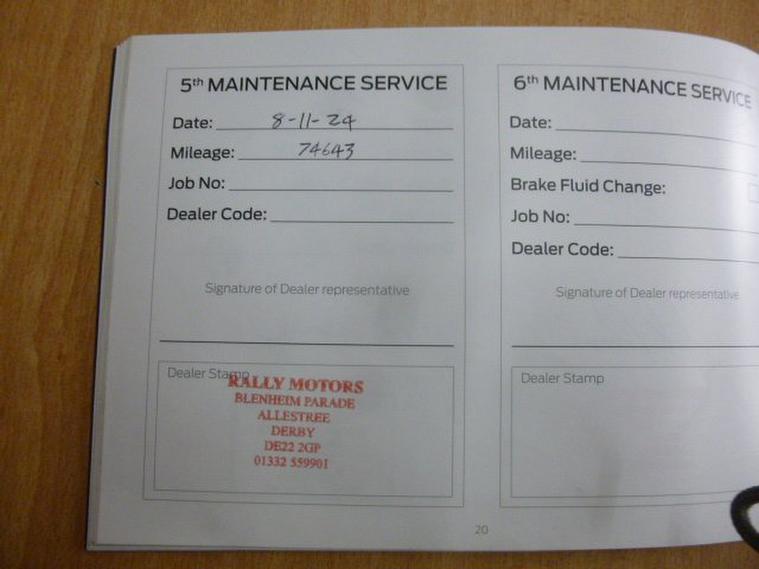 5th MAINTENANCE SERVICE
Date: 8-11-24
Mileage: 74643
Job No:
Dealer Code:
Signature of Dealer representative
Dealer Stamp
RALLY MOTORS
BLENHEIM PARADE
ALLESTREE
DERBY
DE22 2GP
01332 559901
6th MAINTENANCE SERVICE
Date:
Mileage:
Brake Fluid Change:
Job No:
Dealer Code:
Signature of Dealer representative
Dealer Stamp
20